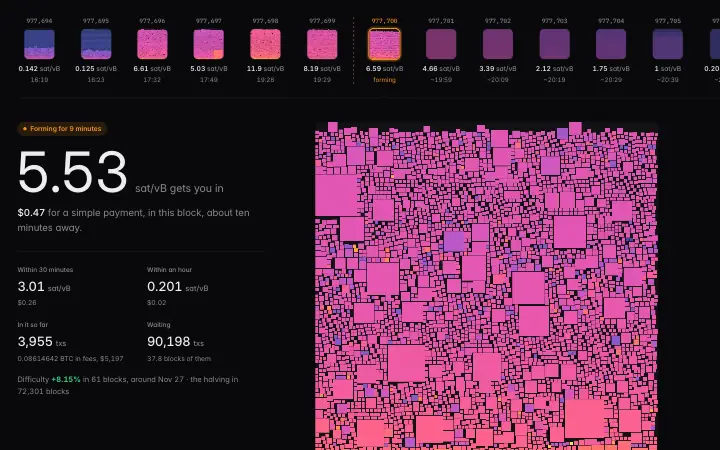 977,694 977,695 977,696 977,697 977,698 977,699 977,700 977,701 977,702 977,703 977,704 977,705
0.142 sat/vB 0.125 sat/vB 6.61 sat/vB 5.03 sat/vB 11.9 sat/vB 8.19 sat/vB 6.59 sat/vB 4.66 sat/vB 3.39 sat/vB 2.12 sat/vB 1.75 sat/vB 1 sat/vB 0.20
16:19 16:23 17:32 17:49 19:26 19:29 forming ~19:59 ~20:09 ~20:19 ~20:29 ~20:39
Forming for 9 minutes
5.53 sat/vB gets you in
$0.47 for a simple payment, in this block, about ten
minutes away.
Within 30 minutes Within an hour
3.01 sat/vB 0.201 sat/vB
$0.26 $0.02
In it so far Waiting
3,955 txs 90,198 txs
0.08614642 BTC in fees, $5,197 37.8 blocks of them
Difficulty +8.15% in 61 blocks, around Nov 27 · the halving in
72,301 blocks